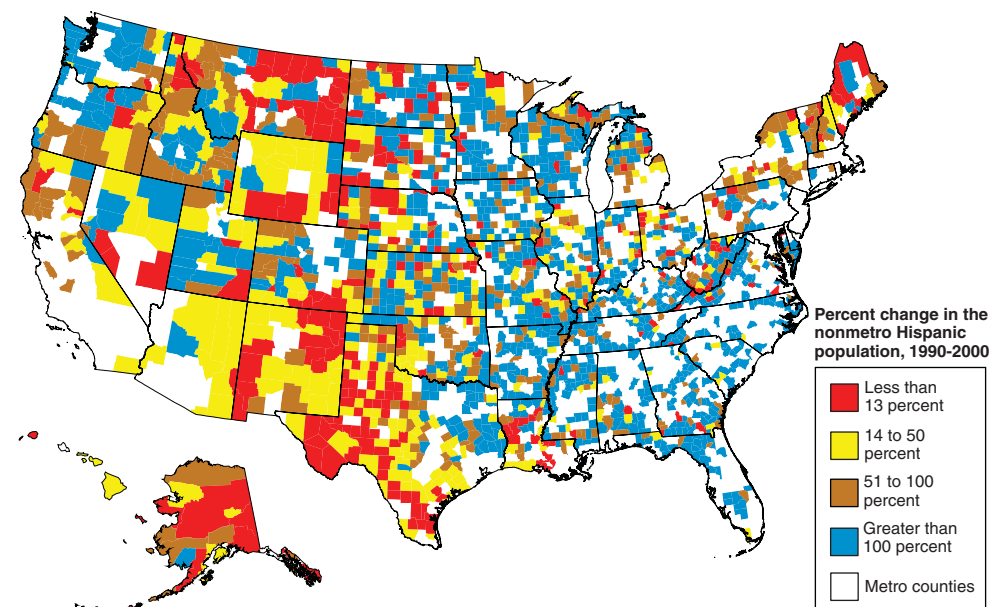 Percent change in the
nonmetro Hispanic
population, 1990-2000
Less than
13 percent
14 to 50
percent
51 to 100
percent
Greater than
100 percent
Metro counties